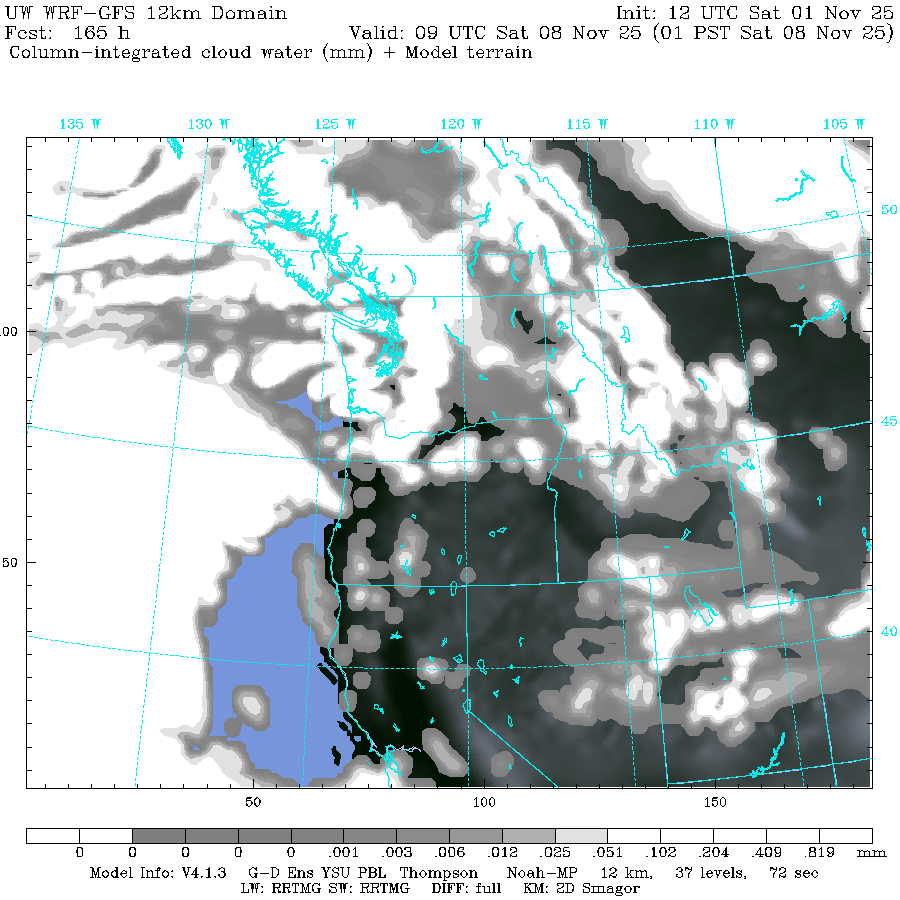 UW WRF-GFS 12km Domain Init: 12 UTC Sat 01 Nov 25
Fcst: 165 h Valid: 09 UTC Sat 08 Nov 25 (01 PST Sat 08 Nov 25)
Column-integrated cloud water (mm) + Model terrain
135 W 130 W 125 W 120 W 115 W 110 W 105 W
50
00
45
50
40
50 100 150
0 0 0 0 .001 .003 .006 .012 .025 .051 .102 .204 .409 .819 mm
Model Info: V4.1.3 G-D Ens YSU PBL Thompson Noah-MP 12 km, 37 levels, 72 sec
LW: RRTMG SW: RRTMG DIFF: full KM: 2D Smagor